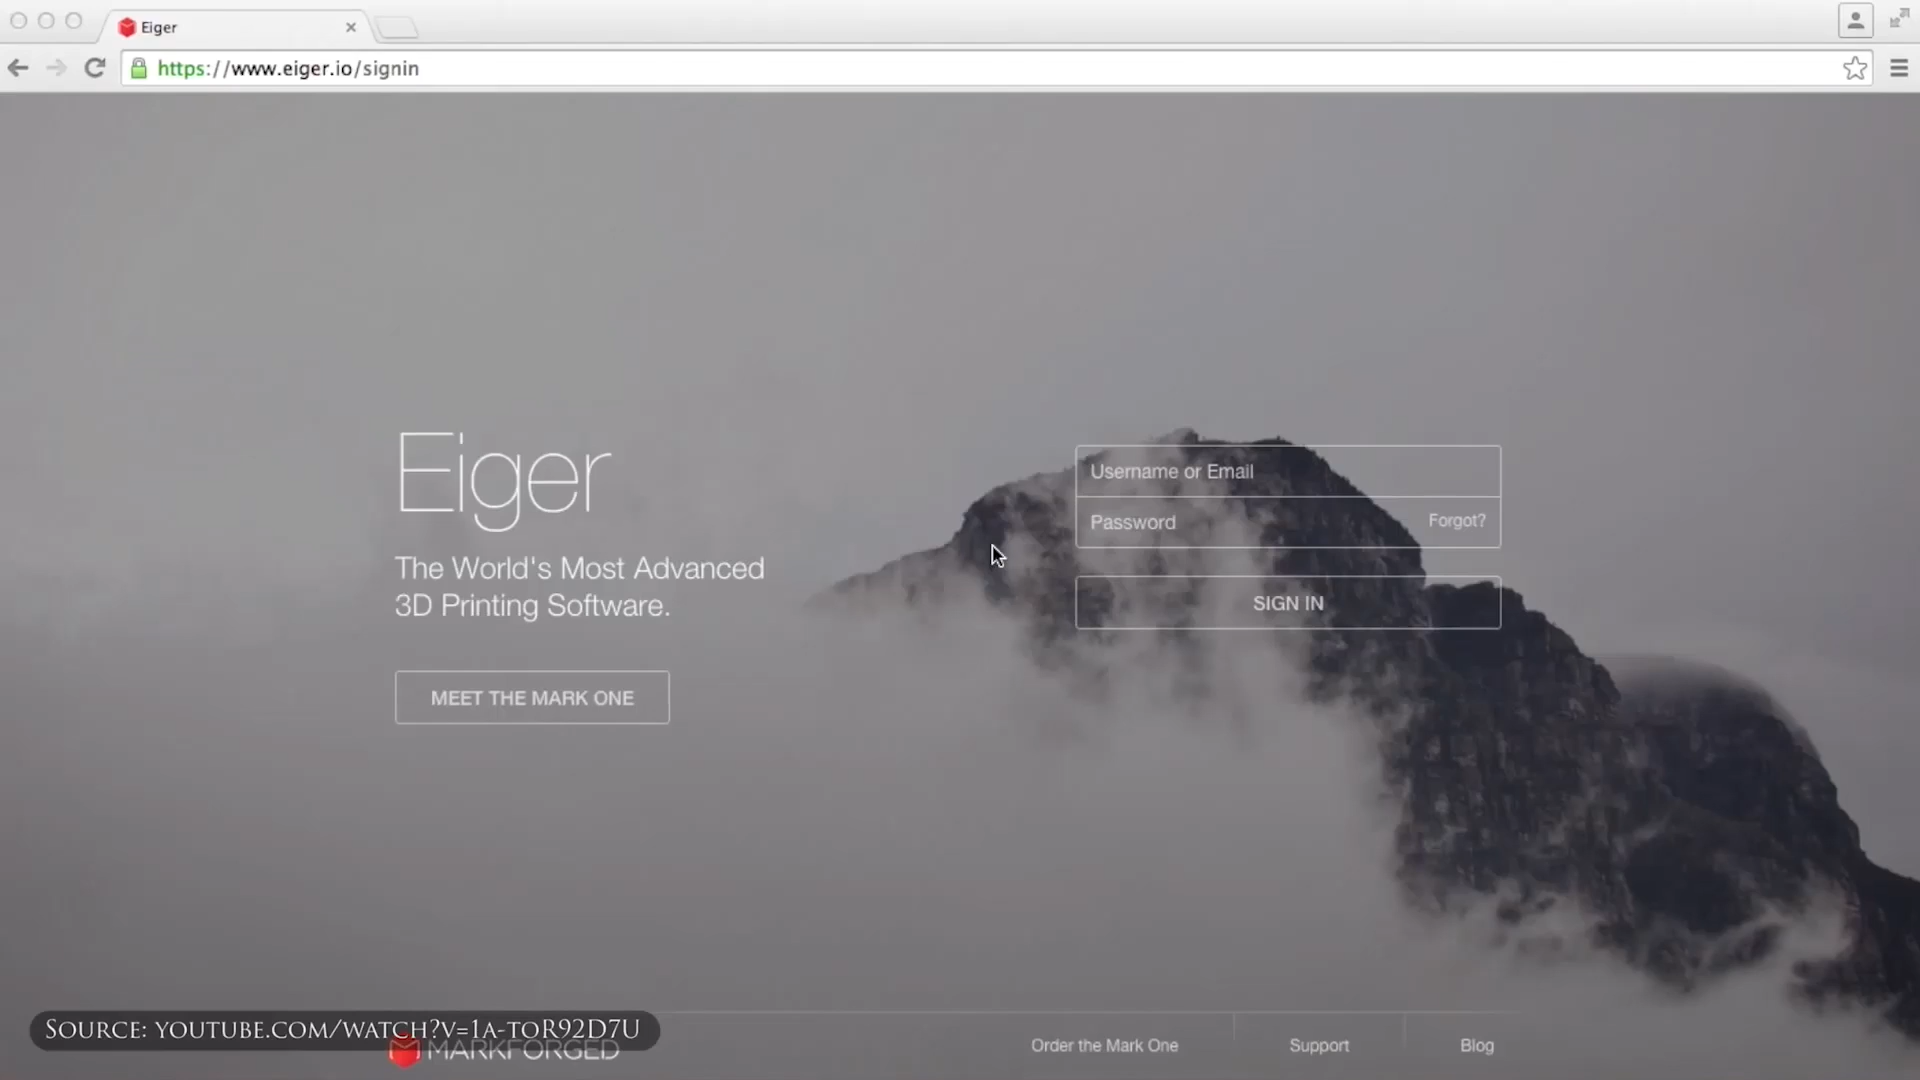 Eiger
https://www.eiger.io/signin
Eiger
The World's Most Advanced
3D Printing Software.
MEET THE MARK ONE
Username or Email
Password
Forgot?
SIGN IN
Source: youtube.com/watch?v=1a-toR92D7U
MARKFORGED
Order the Mark One
Support
Blog